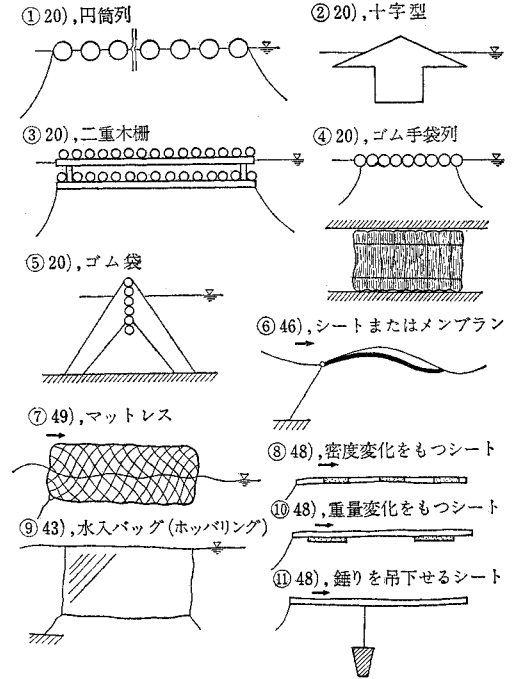 ①20),円筒列
②20),十字型
③20),二重木柵
④20),ゴム手袋列
⑤20),ゴム袋
⑥46),シートまたはメンブラン
⑦49),マットレス
⑧48),密度変化をもつシート
⑨43),水入バッグ(ホッバリング)
⑩48),重量変化をもつシート
⑪48),錘りを吊下せるシート